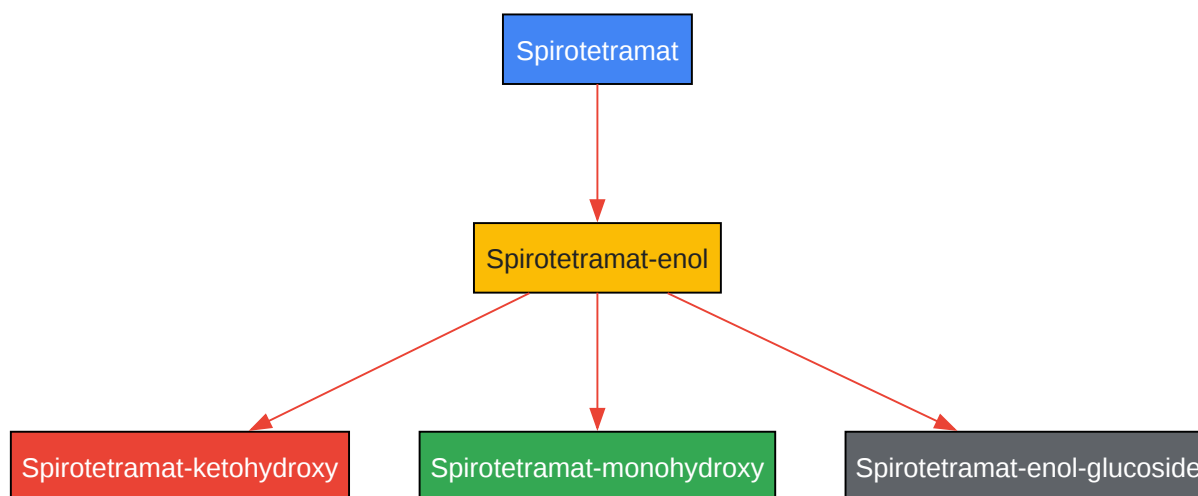 Spirotetramat
Spirotetramat-enol
Spirotetramat-ketohydroxy
Spirotetramat-monohydroxy
Spirotetramat-enol-glucoside